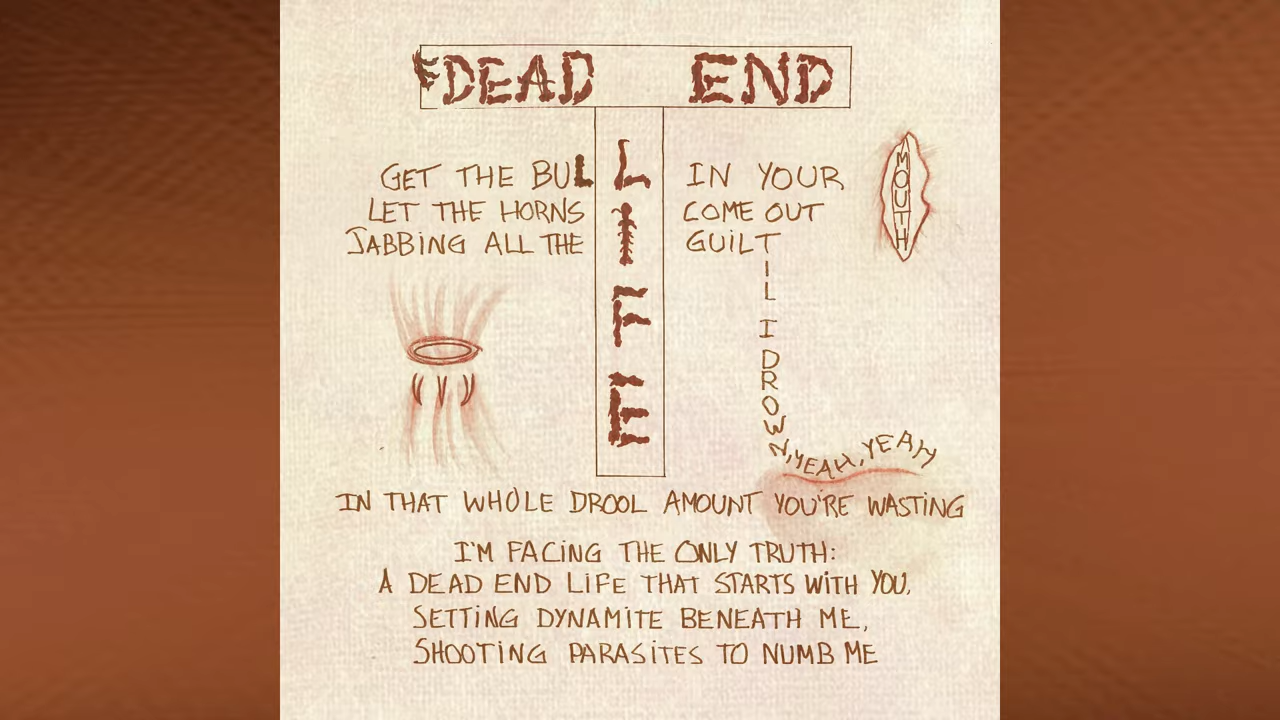 DEAD END
LIFE
GET THE BULL IN YOUR MOUTH
LET THE HORNS COME OUT
JABBING ALL THE GUILT
TIL I DROWN, YEAH, YEAH
IN THAT WHOLE DROOL AMOUNT YOU'RE WASTING
I'M FACING THE ONLY TRUTH:
A DEAD END LIFE THAT STARTS WITH YOU,
SETTING DYNAMITE BENEATH ME,
SHOOTING PARASITES TO NUMB ME